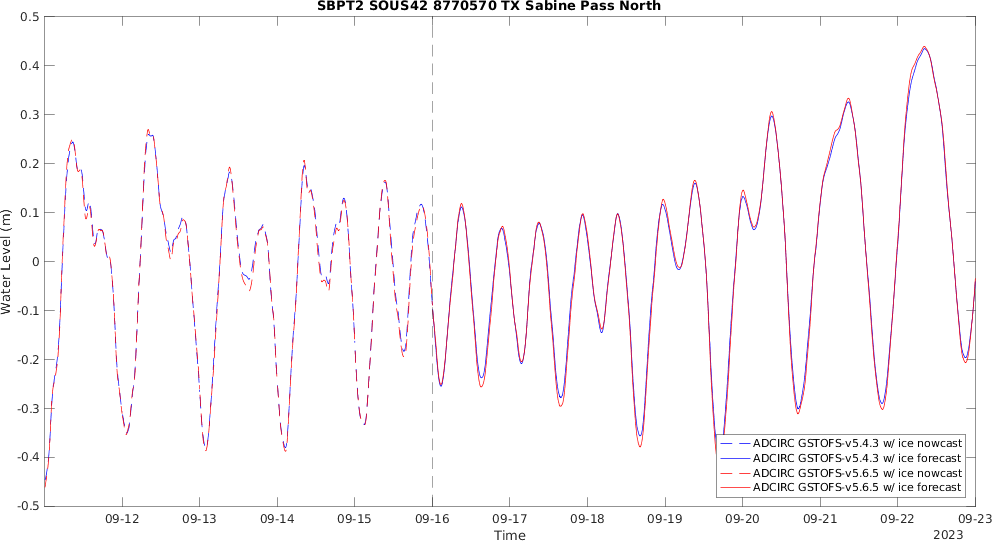 SBPT2 SOUS42 8770570 TX Sabine Pass North
0.5
0.4
0.3
0.2
0.1
0
-0.1
-0.2
-0.3
-0.4
-0.5
Water Level (m)
ADCIRC GSTOFS-v5.4.3 w/ ice nowcast
ADCIRC GSTOFS-v5.4.3 w/ ice forecast
ADCIRC GSTOFS-v5.6.5 w/ ice nowcast
ADCIRC GSTOFS-v5.6.5 w/ ice forecast
09-12 09-13 09-14 09-15 09-16 09-17 09-18 09-19 09-20 09-21 09-22 09-23
Time
2023